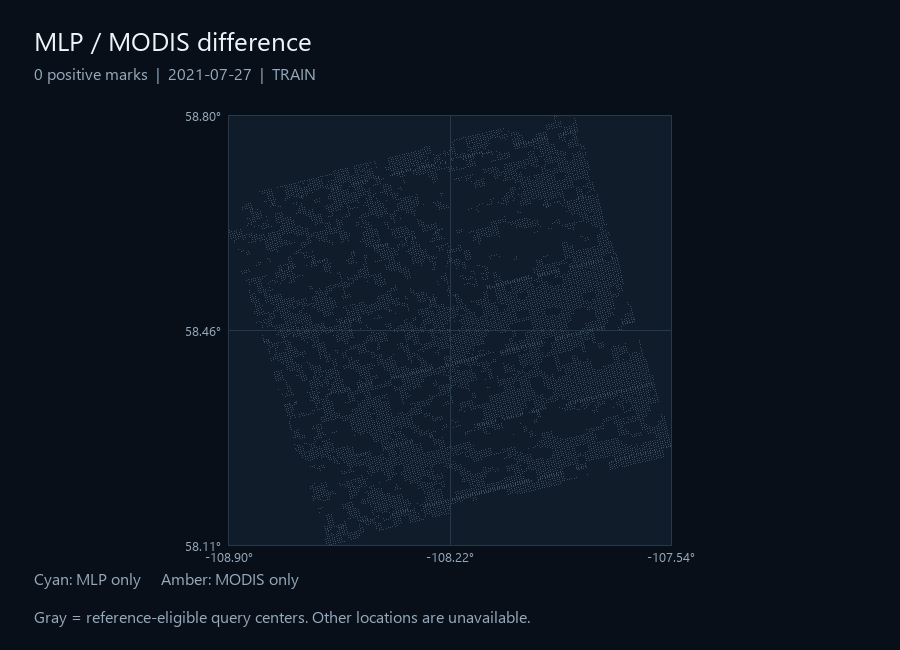 MLP / MODIS difference
0 positive marks | 2021-07-27 | TRAIN
58.80°
58.46°
58.11°
-108.90° -108.22° -107.54°
Cyan: MLP only Amber: MODIS only
Gray = reference-eligible query centers. Other locations are unavailable.